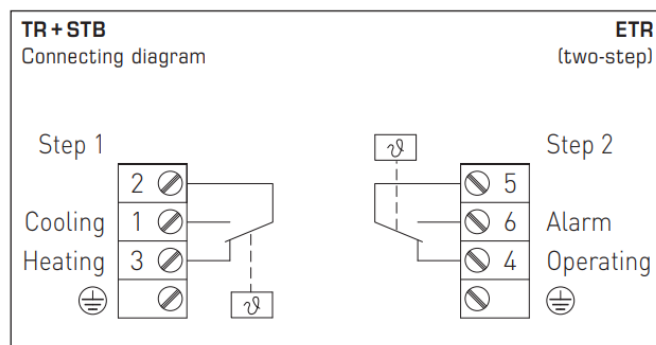 TR + STB
Connecting diagram
ETR
(two-step)
Step 1
2
Cooling 1
Heating 3
ϑ
ϑ
Step 2
5
6 Alarm
4 Operating